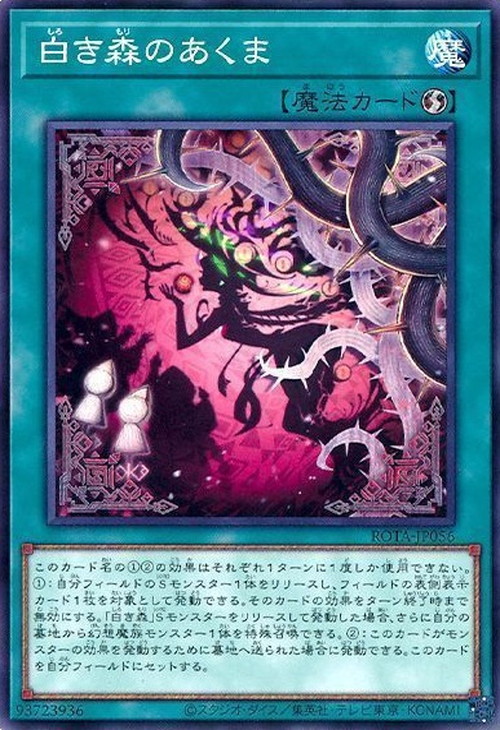 白き森のあくま
魔
【魔法カード】
ROTA-JP056
このカード名の①②の効果はそれぞれ１ターンに１度しか使用できない。
①：自分フィールドのＳモンスター１体をリリースし、フィールドの表側表示
カード１枚を対象として発動できる。そのカードの効果をターン終了時まで
無効にする。「白き森」Ｓモンスターをリリースして発動した場合、さらに自分の
墓地から幻想魔族モンスター１体を特殊召喚できる。②：このカードがモン
スターの効果を発動するために墓地へ送られた場合に発動できる。このカード
を自分フィールドにセットする。
93723936
©スタジオ・ダイス／集英社・テレビ東京・KONAMI